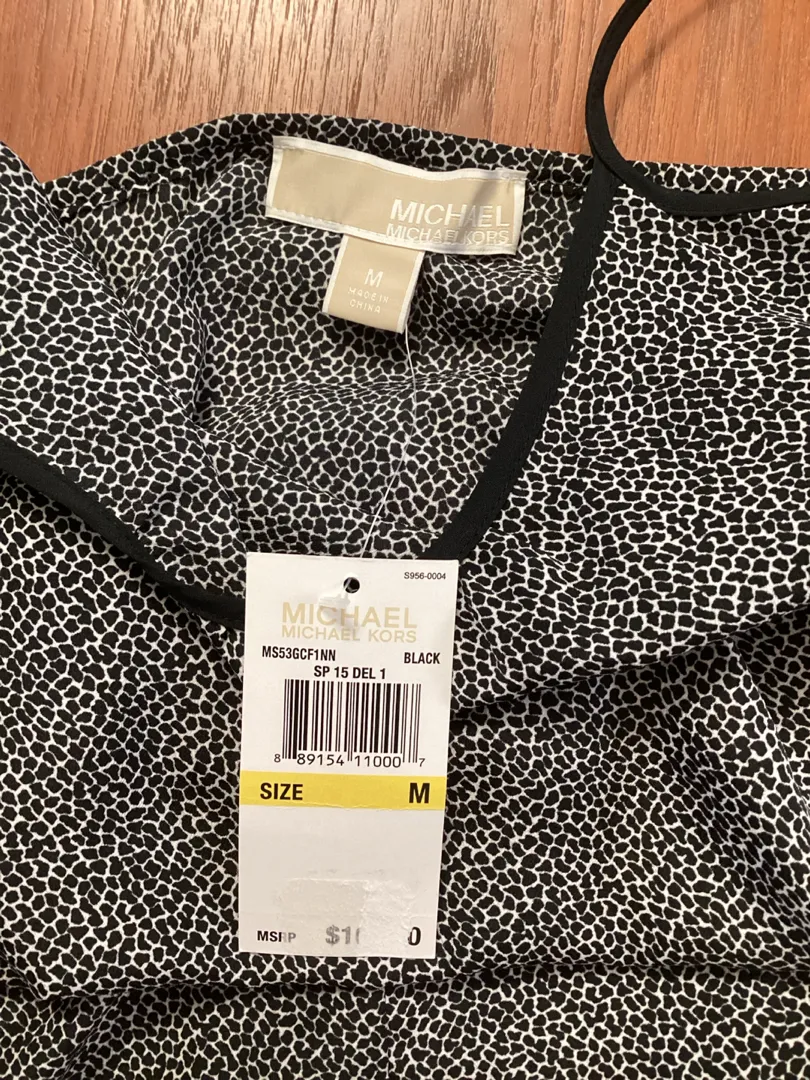 MICHAEL
MICHAEL KORS
M
MADE IN
CHINA
S956-0004
MICHAEL
MICHAEL KORS
MS53GCF1NN BLACK
SP 15 DEL 1
8 89154 11000 7
SIZE M
MSRP